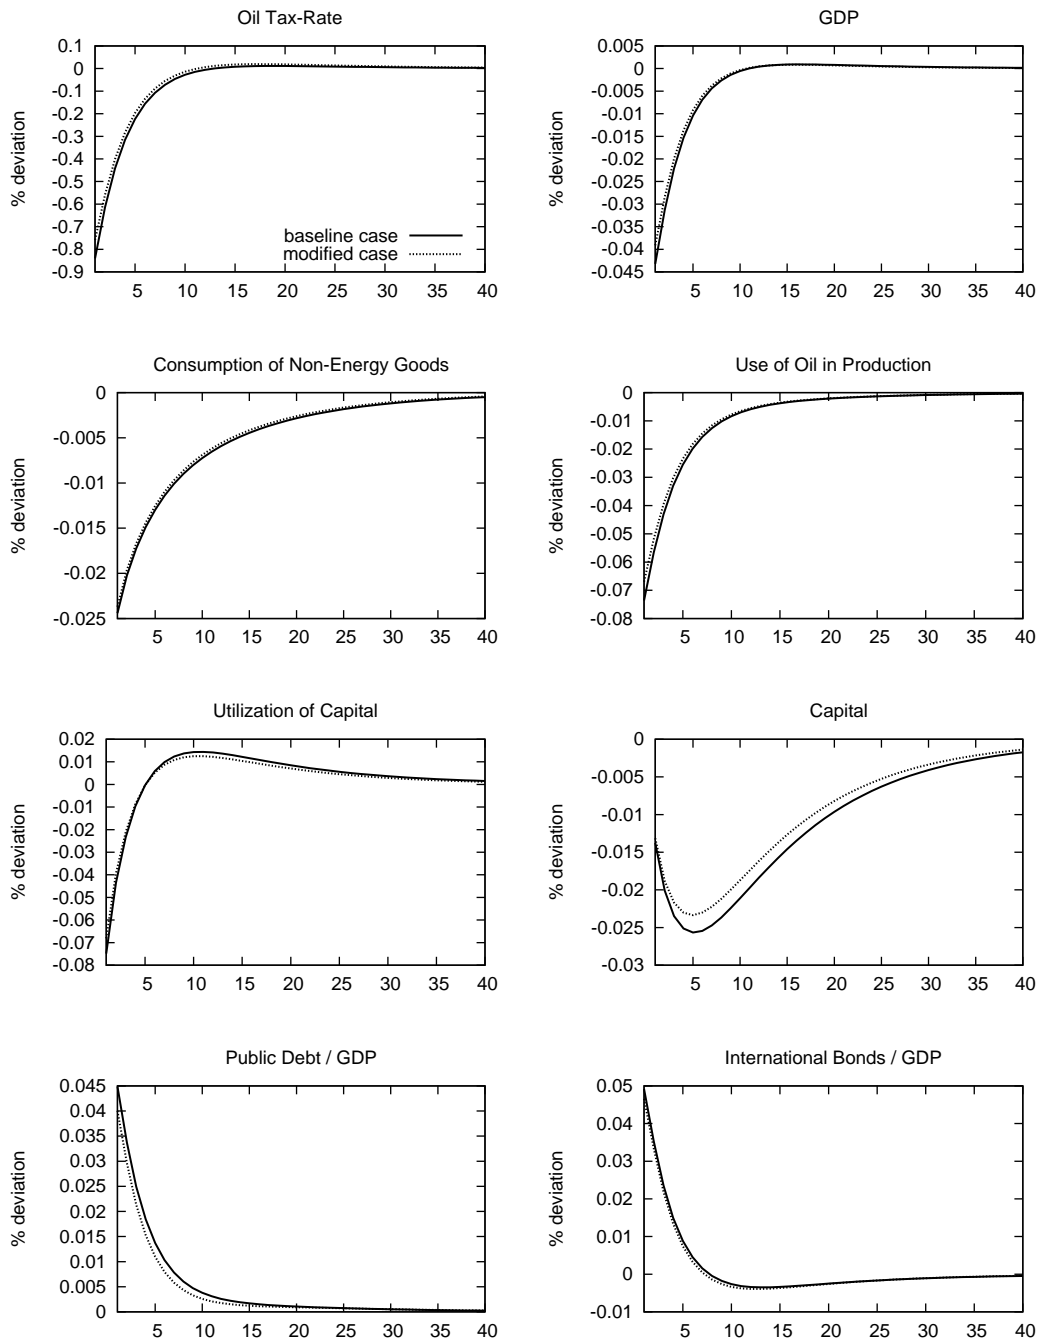 Oil Tax-Rate
% deviation
0.1
0
-0.1
-0.2
-0.3
-0.4
-0.5
-0.6
-0.7
-0.8
-0.9
baseline case
modified case
5 10 15 20 25 30 35 40
GDP
% deviation
0.005
0
-0.005
-0.01
-0.015
-0.02
-0.025
-0.03
-0.035
-0.04
-0.045
5 10 15 20 25 30 35 40
Consumption of Non-Energy Goods
% deviation
0
-0.005
-0.01
-0.015
-0.02
-0.025
5 10 15 20 25 30 35 40
Use of Oil in Production
% deviation
0
-0.01
-0.02
-0.03
-0.04
-0.05
-0.06
-0.07
-0.08
5 10 15 20 25 30 35 40
Utilization of Capital
% deviation
0.02
0.01
0
-0.01
-0.02
-0.03
-0.04
-0.05
-0.06
-0.07
-0.08
5 10 15 20 25 30 35 40
Capital
% deviation
0
-0.005
-0.01
-0.015
-0.02
-0.025
-0.03
5 10 15 20 25 30 35 40
Public Debt / GDP
% deviation
0.045
0.04
0.035
0.03
0.025
0.02
0.015
0.01
0.005
0
5 10 15 20 25 30 35 40
International Bonds / GDP
% deviation
0.05
0.04
0.03
0.02
0.01
0
-0.01
5 10 15 20 25 30 35 40